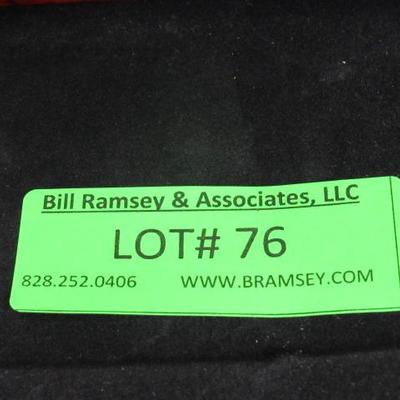 Bill Ramsey & Associates, LLC
LOT# 76
828.252.0406 WWW.BRAMSEY.COM